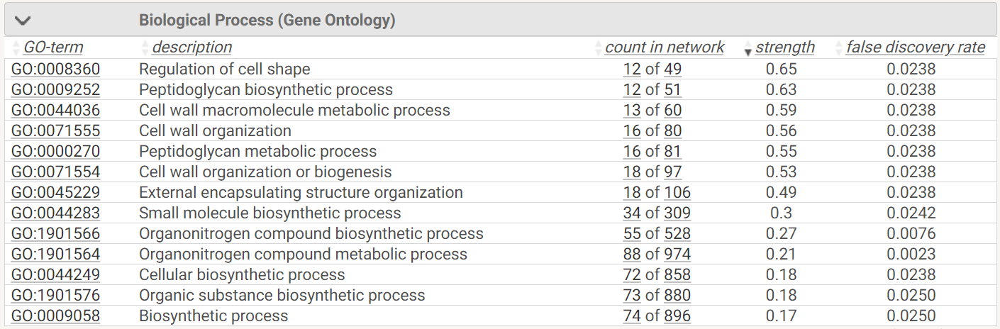 Biological Process (Gene Ontology)
GO-term description count in network strength false discovery rate
GO:0008360 Regulation of cell shape 12 of 49 0.65 0.0238
GO:0009252 Peptidoglycan biosynthetic process 12 of 51 0.63 0.0238
GO:0044036 Cell wall macromolecule metabolic process 13 of 60 0.59 0.0238
GO:0071555 Cell wall organization 16 of 80 0.56 0.0238
GO:0000270 Peptidoglycan metabolic process 16 of 81 0.55 0.0238
GO:0071554 Cell wall organization or biogenesis 18 of 97 0.53 0.0238
GO:0045229 External encapsulating structure organization 18 of 106 0.49 0.0238
GO:0044283 Small molecule biosynthetic process 34 of 309 0.3 0.0242
GO:1901566 Organonitrogen compound biosynthetic process 55 of 528 0.27 0.0076
GO:1901564 Organonitrogen compound metabolic process 88 of 974 0.21 0.0023
GO:0044249 Cellular biosynthetic process 72 of 858 0.18 0.0238
GO:1901576 Organic substance biosynthetic process 73 of 880 0.18 0.0250
GO:0009058 Biosynthetic process 74 of 896 0.17 0.0250